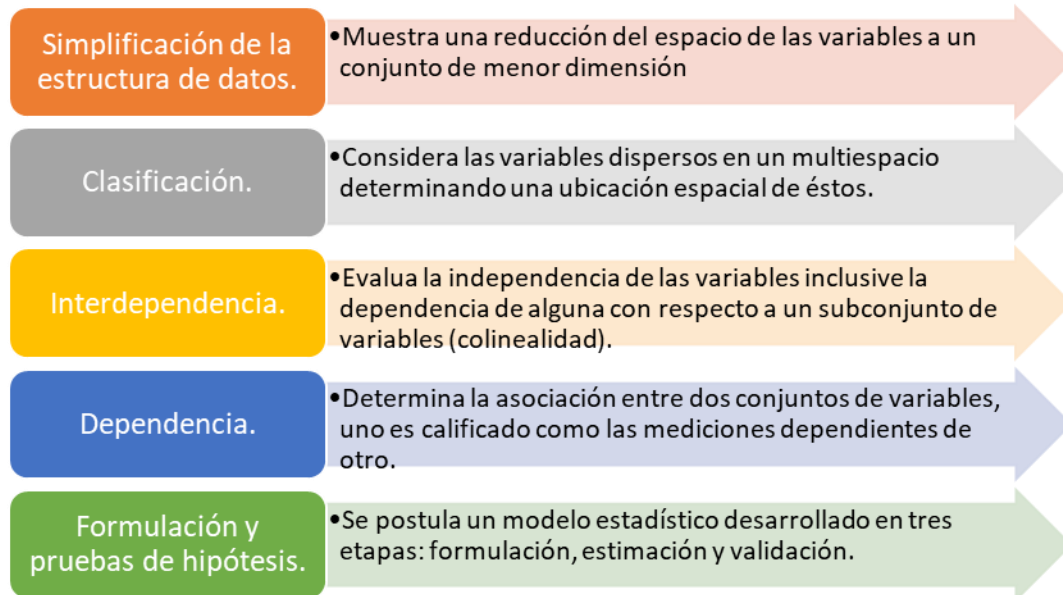 Simplificación de la
estructura de datos.
•Muestra una reducción del espacio de las variables a un
conjunto de menor dimensión
Clasificación.
•Considera las variables dispersos en un multiespacio
determinando una ubicación espacial de éstos.
Interdependencia.
•Evalua la independencia de las variables inclusive la
dependencia de alguna con respecto a un subconjunto de
variables (colinealidad).
Dependencia.
•Determina la asociación entre dos conjuntos de variables,
uno es calificado como las mediciones dependientes de
otro.
Formulación y
pruebas de hipótesis.
•Se postula un modelo estadístico desarrollado en tres
etapas: formulación, estimación y validación.